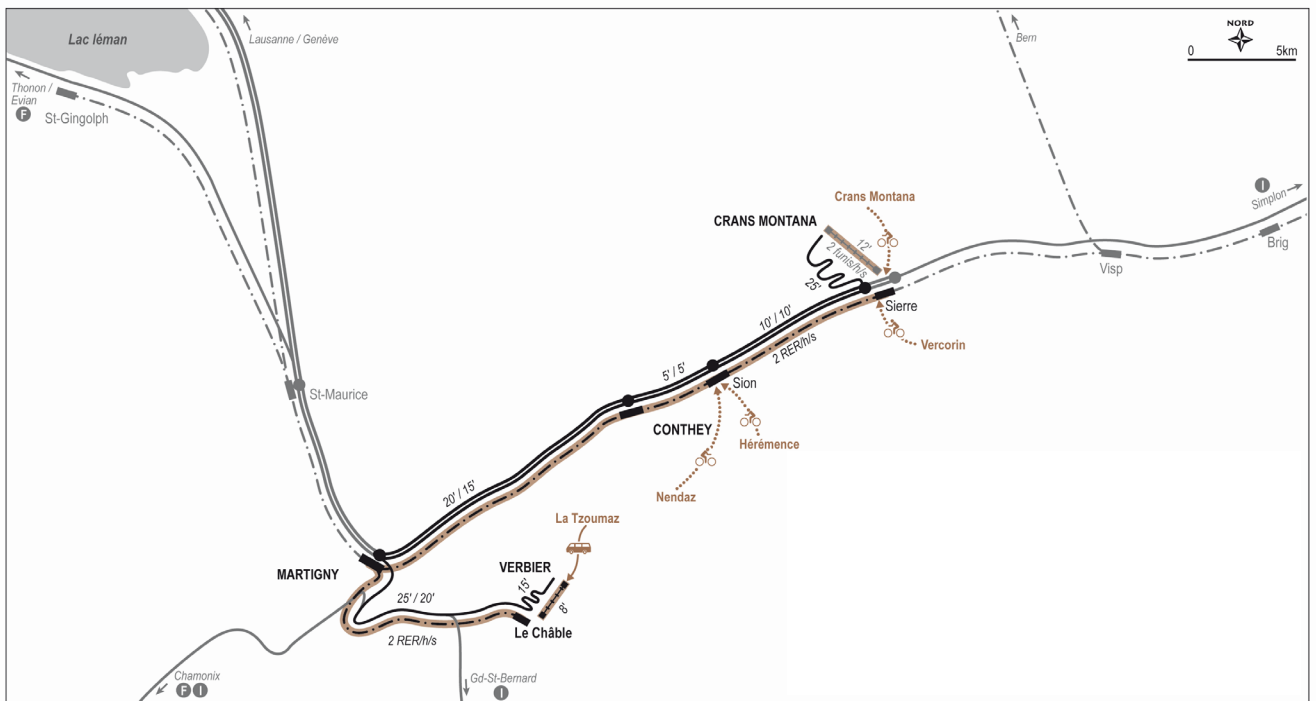 Lac léman
Lausanne / Genève
Bern
NORD
0 5km
Thonon /
Evian
F
St-Gingolph
I
Simplon
Crans Montana
CRANS MONTANA
12'
2 funis/h/s
25'
Brig
Visp
Sierre
10' / 10'
2 RER/h/s
Vercorin
5' / 5'
Sion
St-Maurice
CONTHEY
Hérémence
Nendaz
20' / 15'
La Tzoumaz
MARTIGNY
VERBIER
15'
8'
25' / 20'
Le Châble
2 RER/h/s
Chamonix
F I
Gd-St-Bernard
I